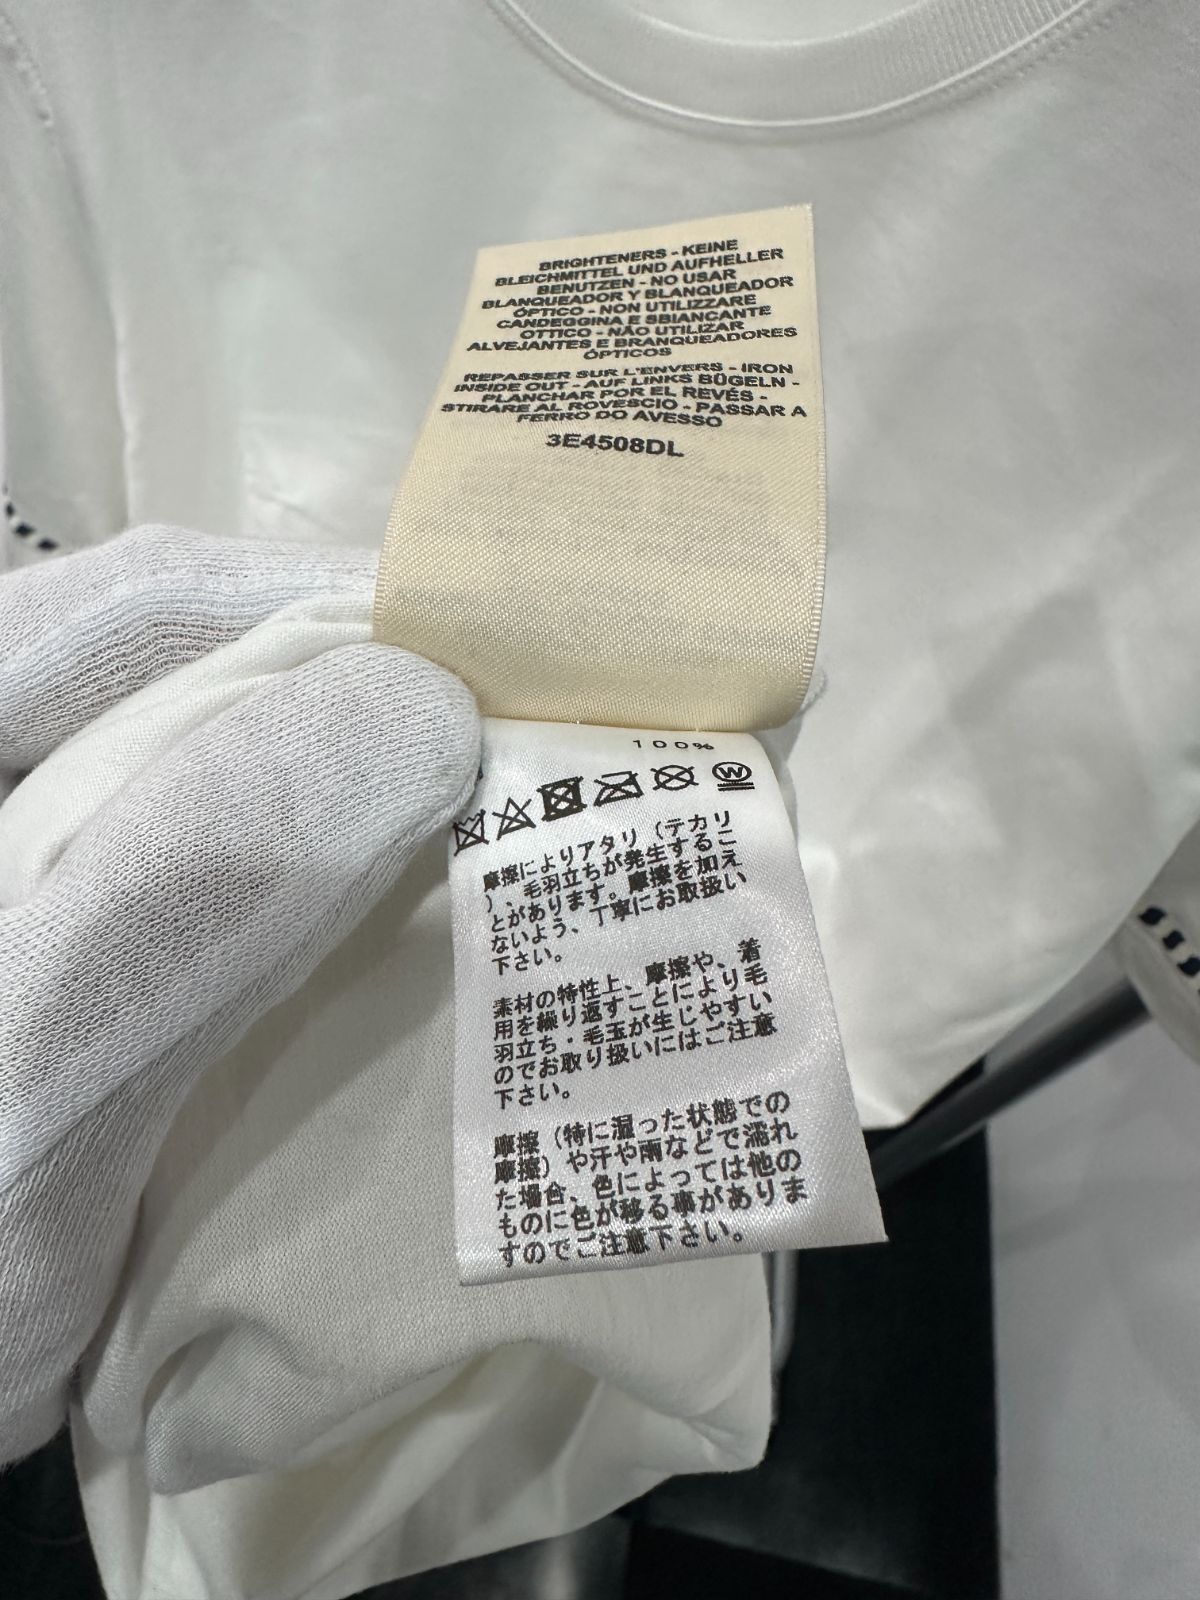 BRIGHTENERS - KEINE
BLEICHMITTEL UND AUFHELLER
BENUTZEN - NO USAR
BLANQUEADOR Y BLANQUEADOR
ÓPTICO - NON UTILIZZARE
CANDEGGINA E SBIANCANTE
OTTICO - NÃO UTILIZAR
ALVEJANTES E BRANQUEADORES
ÓPTICOS
REPASSER SUR L'ENVERS - IRON
INSIDE OUT - AUF LINKS BÜGELN -
PLANCHAR POR EL REVÉS -
STIRARE AL ROVESCIO - PASSAR A
FERRO DO AVESSO
3E4508DL
100%
W
摩擦によりアタリ(テカリ
)、毛羽立ちが発生するこ
とがあります。摩擦を加え
ないよう、丁寧にお取扱い
下さい。
素材の特性上、摩擦や、着
用を繰り返すことにより毛
羽立ち・毛玉が生じやすい
のでお取り扱いにはご注意
下さい。
摩擦(特に湿った状態での
摩擦)や汗や雨などで濡れ
た場合、色によっては他の
ものに色が移る事がありま
すのでご注意下さい。